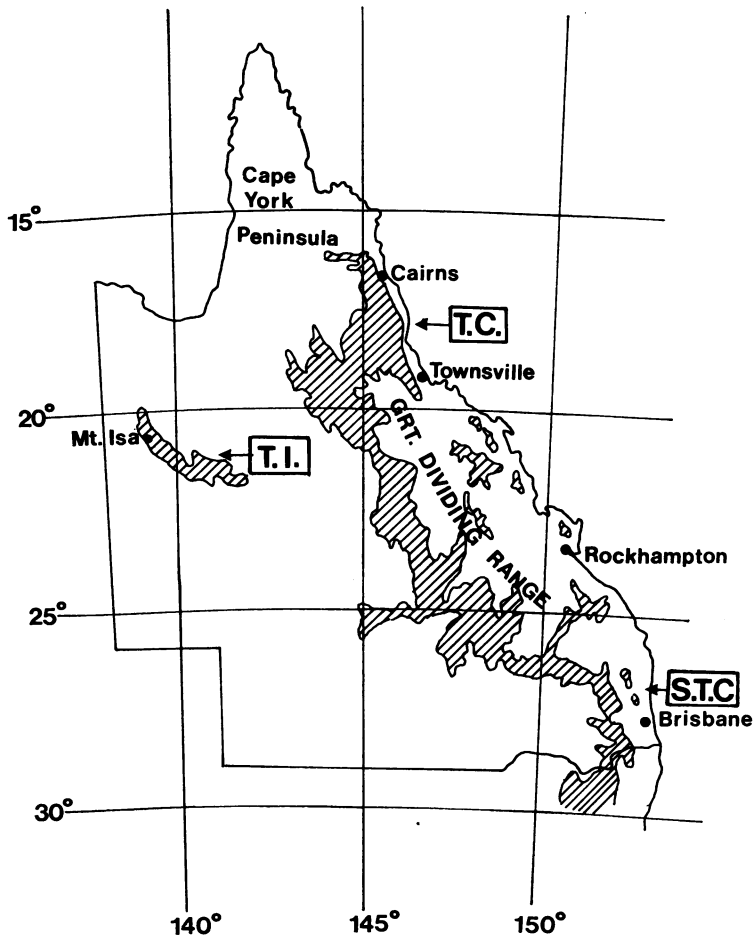 Cape
York
Peninsula
15°
Cairns
T.C.
Townsville
20°
Mt. Isa
T.I.
GRT. DIVIDING RANGE
Rockhampton
25°
S.T.C
Brisbane
30°
140°
145°
150°